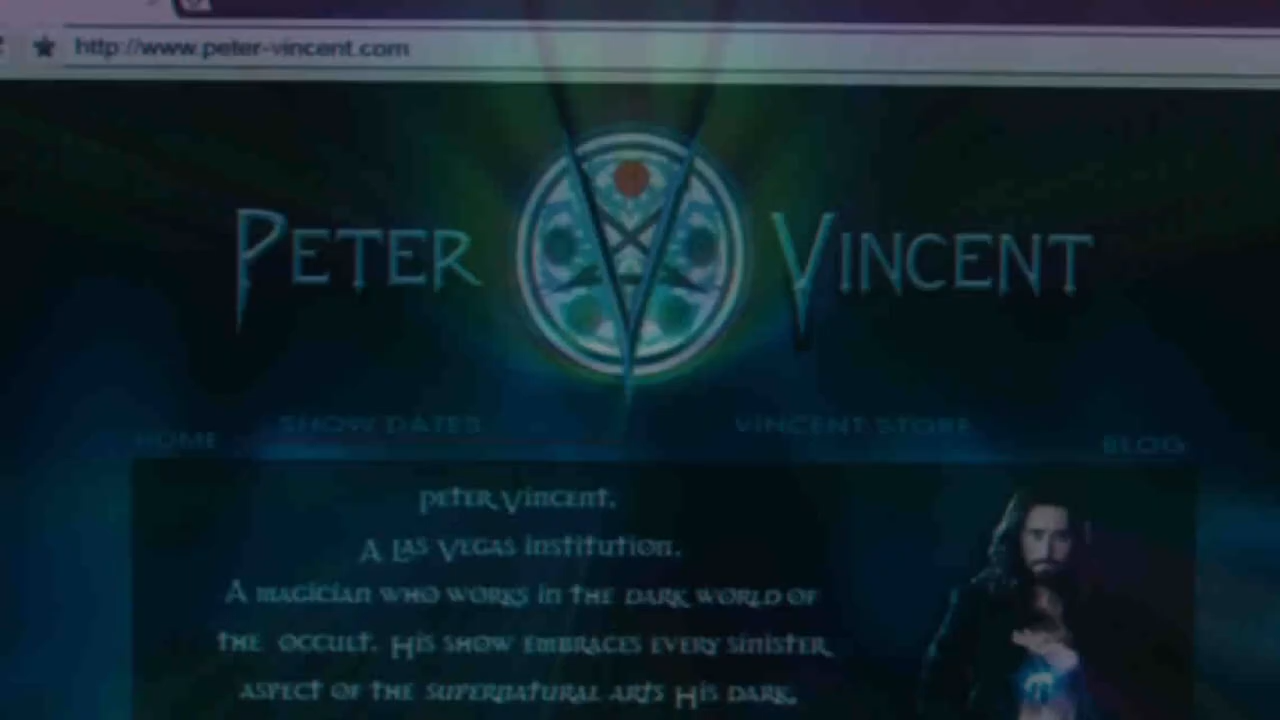 http://www.peter-vincent.com
PETER VINCENT
HOME SHOW DATES VINCENT STORE BLOG
PETER VINCENT.
A LAS VEGAS INSTITUTION.
A MAGICIAN WHO WORKS IN THE DARK WORLD OF
THE OCCULT. HIS SHOW EMBRACES EVERY SINISTER
ASPECT OF THE SUPERNATURAL ARTS HIS DARK,